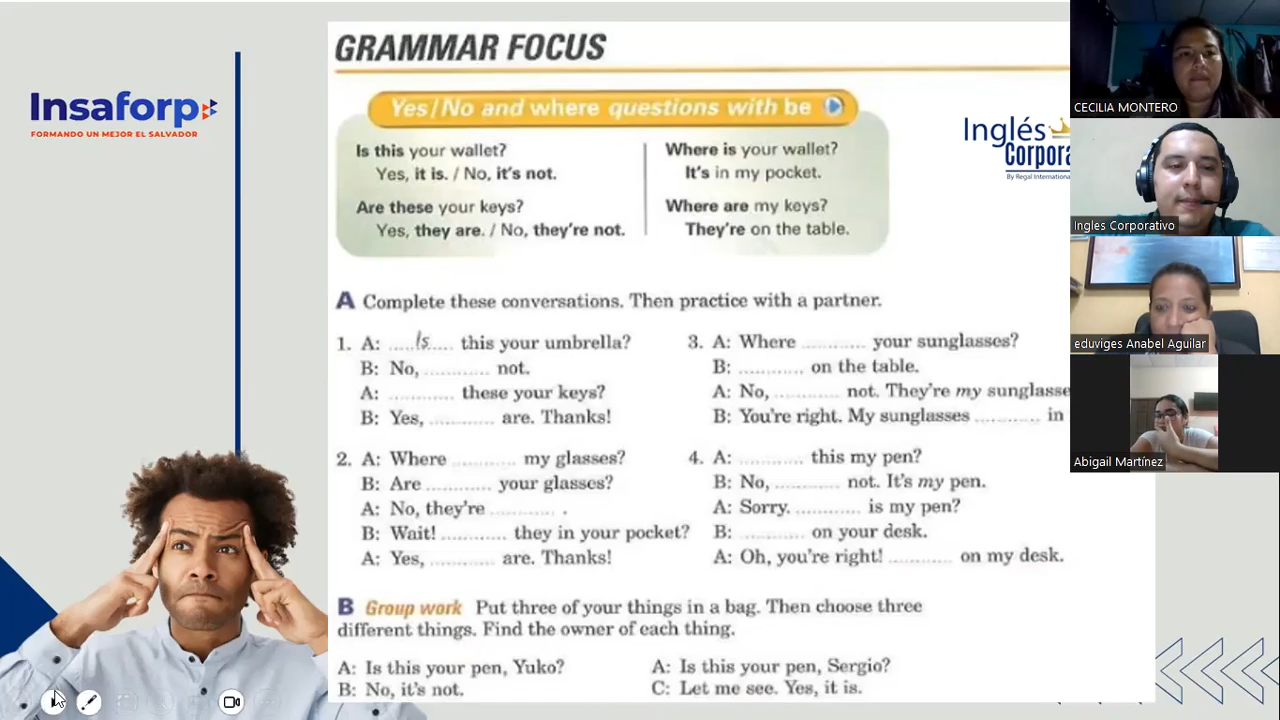 Insaforp
FORMANDO UN MEJOR EL SALVADOR
GRAMMAR FOCUS
Yes/No and where questions with be
Is this your wallet?
Yes, it is. / No, it's not.
Are these your keys?
Yes, they are. / No, they're not.
Where is your wallet?
It's in my pocket.
Where are my keys?
They're on the table.
Inglés
Corpora
By Regal International
A Complete these conversations. Then practice with a partner.
1. A: .....Is..... this your umbrella?
B: No, ............ not.
A: ............ these your keys?
B: Yes, ............ are. Thanks!
2. A: Where ............ my glasses?
B: Are ............ your glasses?
A: No, they're ............ .
B: Wait! ............ they in your pocket?
A: Yes, ............ are. Thanks!
3. A: Where ............ your sunglasses?
B: ............ on the table.
A: No, ............ not. They're my sunglasse
B: You're right. My sunglasses ............ in
4. A: ............ this my pen?
B: No, ............ not. It's my pen.
A: Sorry. ............ is my pen?
B: ............ on your desk.
A: Oh, you're right! ............ on my desk.
B Group work Put three of your things in a bag. Then choose three
different things. Find the owner of each thing.
A: Is this your pen, Yuko?
B: No, it's not.
A: Is this your pen, Sergio?
C: Let me see. Yes, it is.
CECILIA MONTERO
Ingles Corporativo
eduviges Anabel Aguilar
Abigail Martínez